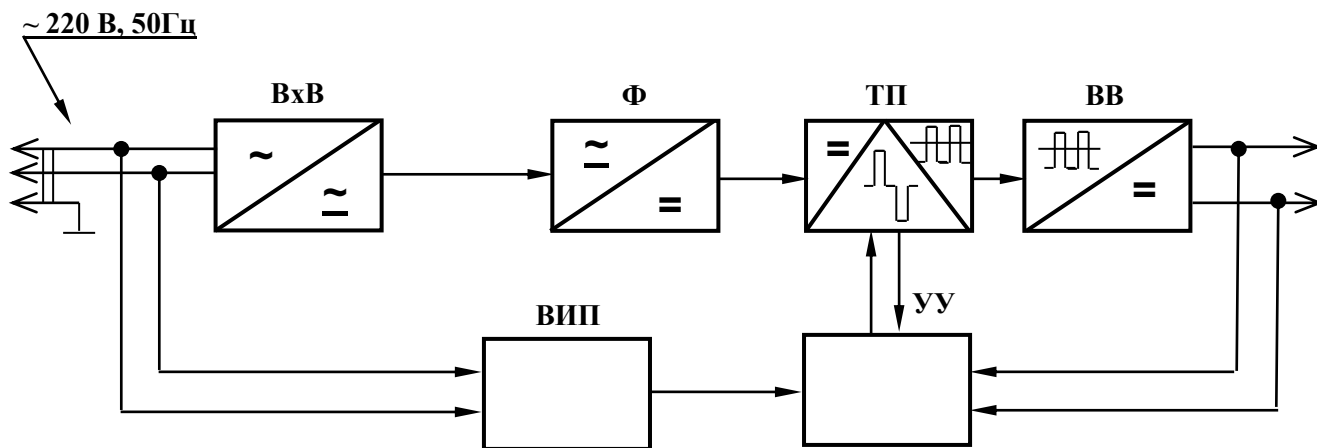 ~ 220 В, 50Гц
ВхВ
Ф
ТП
ВВ
~
≃
≃
=
=
=
ВИП
УУ